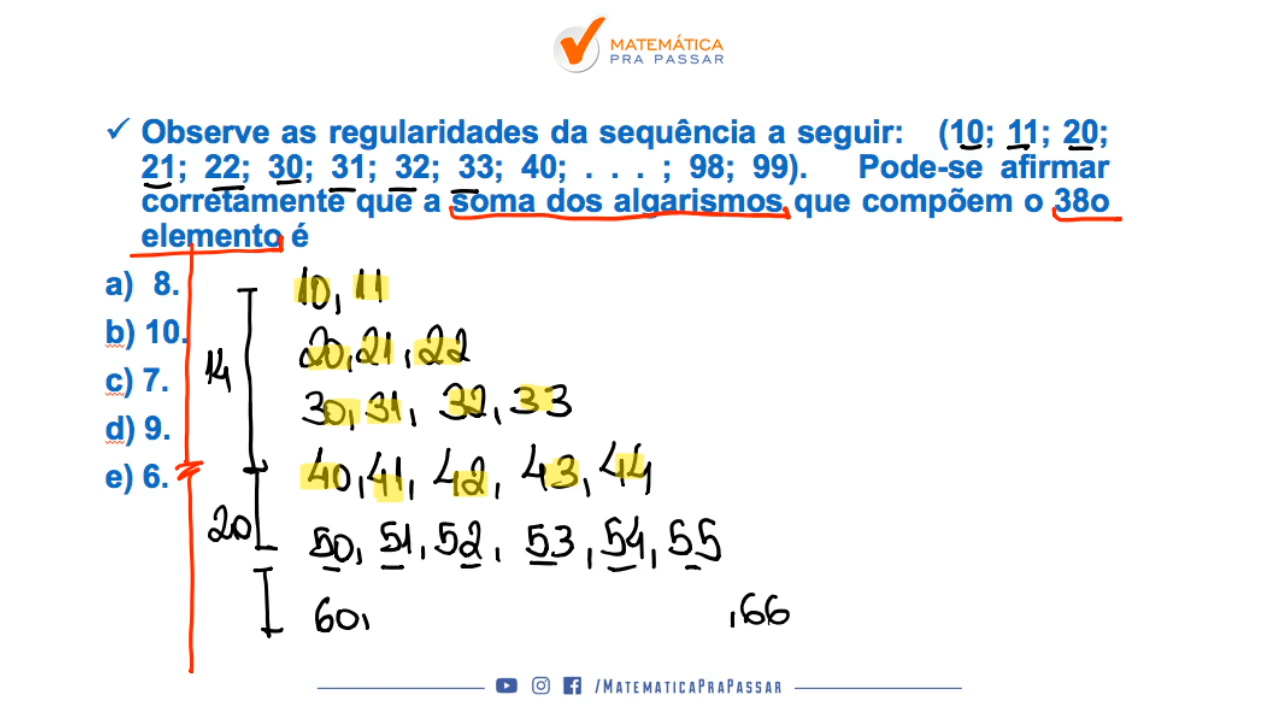 MATEMÁTICA
PRA PASSAR
✓ Observe as regularidades da sequência a seguir: (10; 11; 20;
21; 22; 30; 31; 32; 33; 40; . . . ; 98; 99). Pode-se afirmar
corretamente que a soma dos algarismos que compõem o 38o
elemento é
a) 8.
b) 10.
c) 7.
d) 9.
e) 6.
10, 11
20, 21, 22
14
30, 31, 32, 33
40, 41, 42, 43, 44
20
50, 51, 52, 53, 54, 55
60, , 66
/MATEMATICAPRAPASSAR